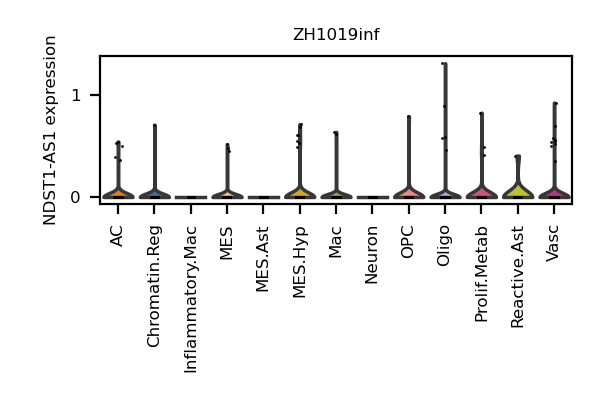 ZH1019inf
NDST1-AS1 expression
1
0
AC
Chromatin.Reg
Inflammatory.Mac
MES
MES.Ast
MES.Hyp
Mac
Neuron
OPC
Oligo
Prolif.Metab
Reactive.Ast
Vasc